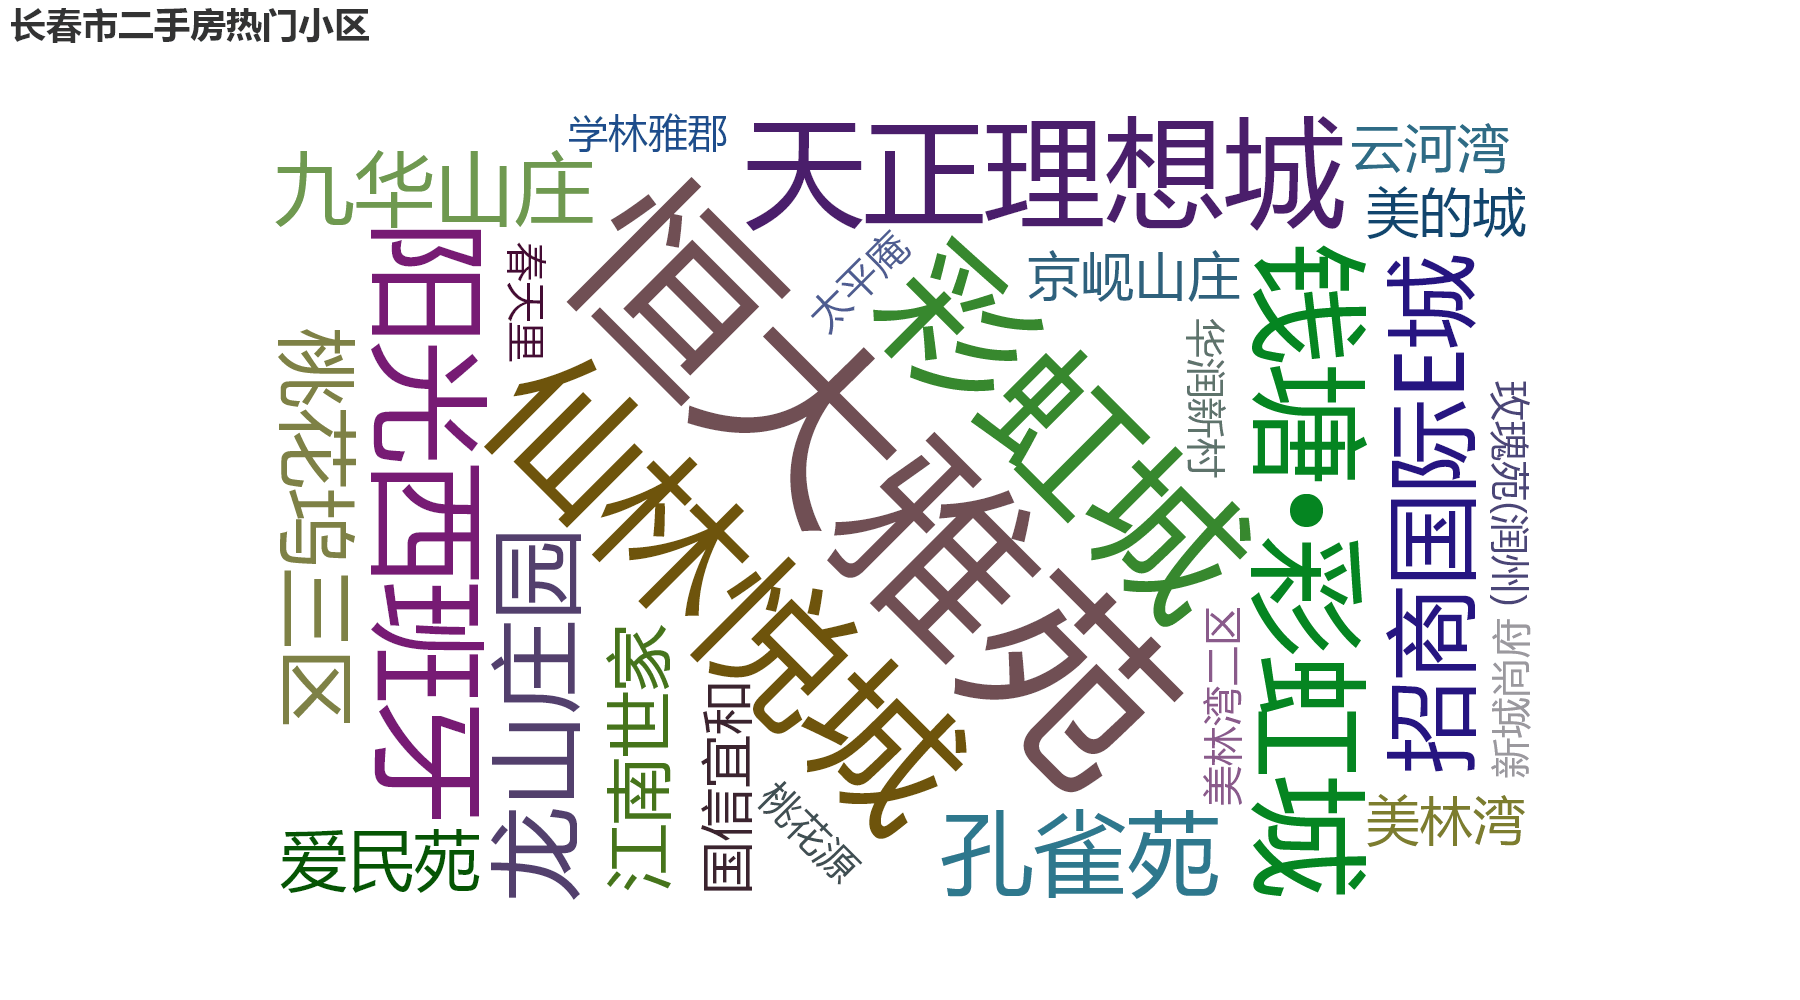 长春市二手房热门小区
学林雅郡
天正理想城
云河湾
九华山庄
美的城
阳光西班牙
春天里
恒大雅苑
太平庵
彩虹城
京岘山庄
钱塘·彩虹城
招商国际E城
桃花坞三区
仙林悦城
华润新村
玫瑰苑(润州)
龙山庄园
江南世家
国信宜和
美林湾二区
新城尚府
爱民苑
桃花源
孔雀苑
美林湾